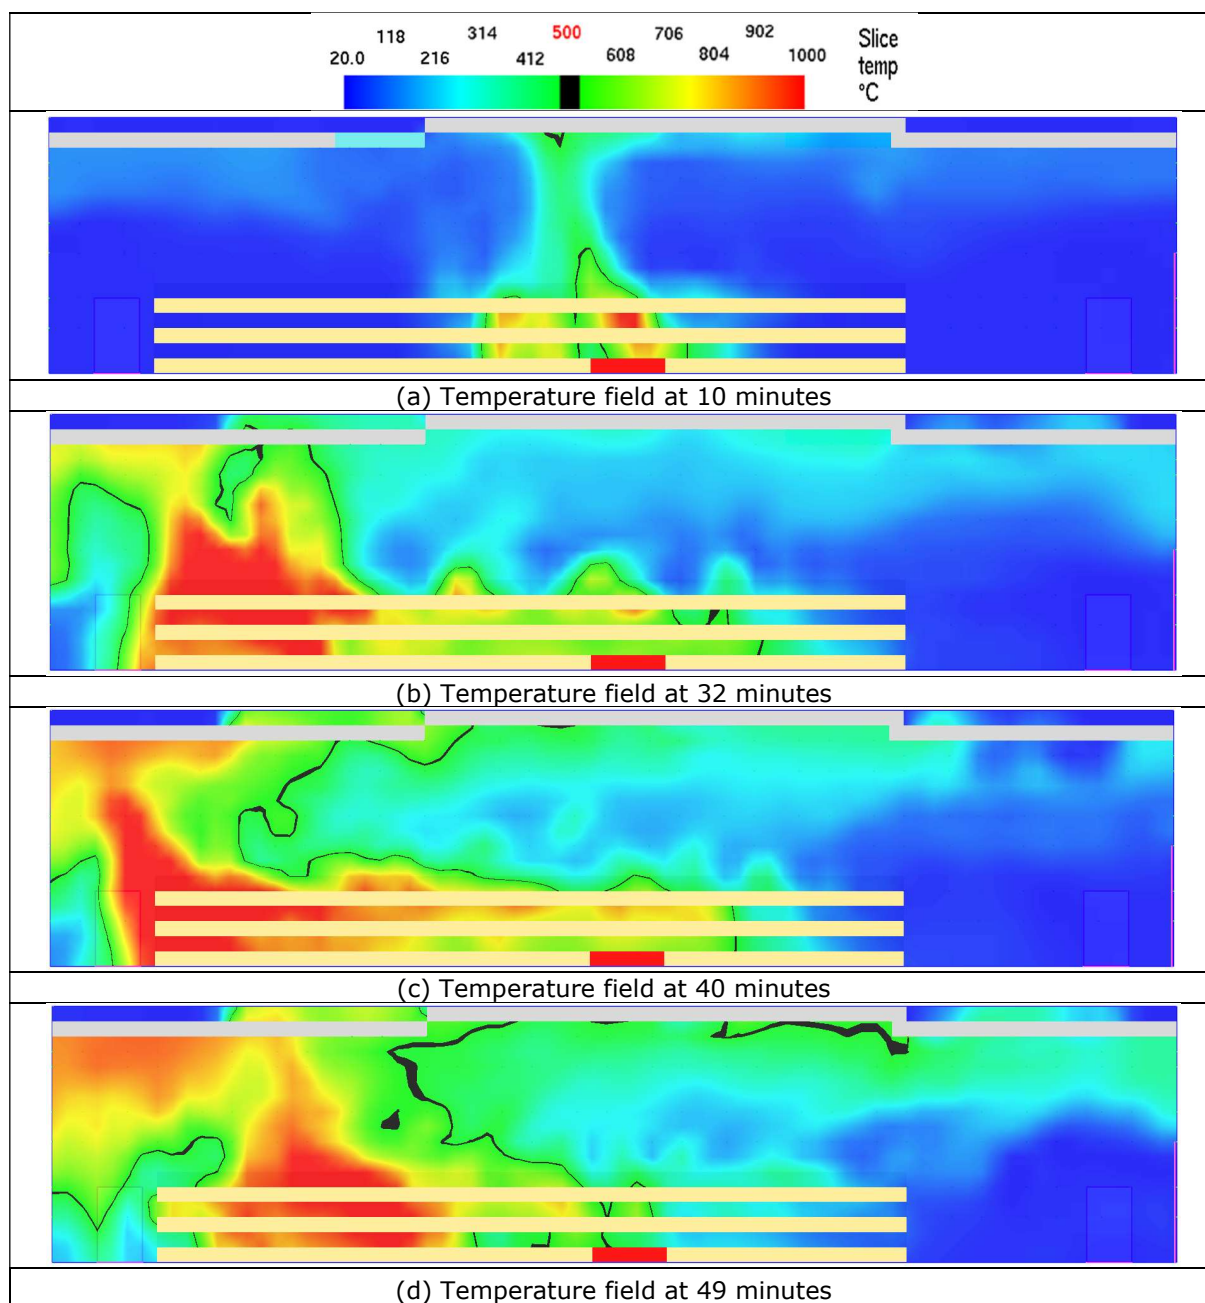 118 314 500 706 902
20.0 216 412 608 804 1000
Slice
temp
°C
(a) Temperature field at 10 minutes
(b) Temperature field at 32 minutes
(c) Temperature field at 40 minutes
(d) Temperature field at 49 minutes